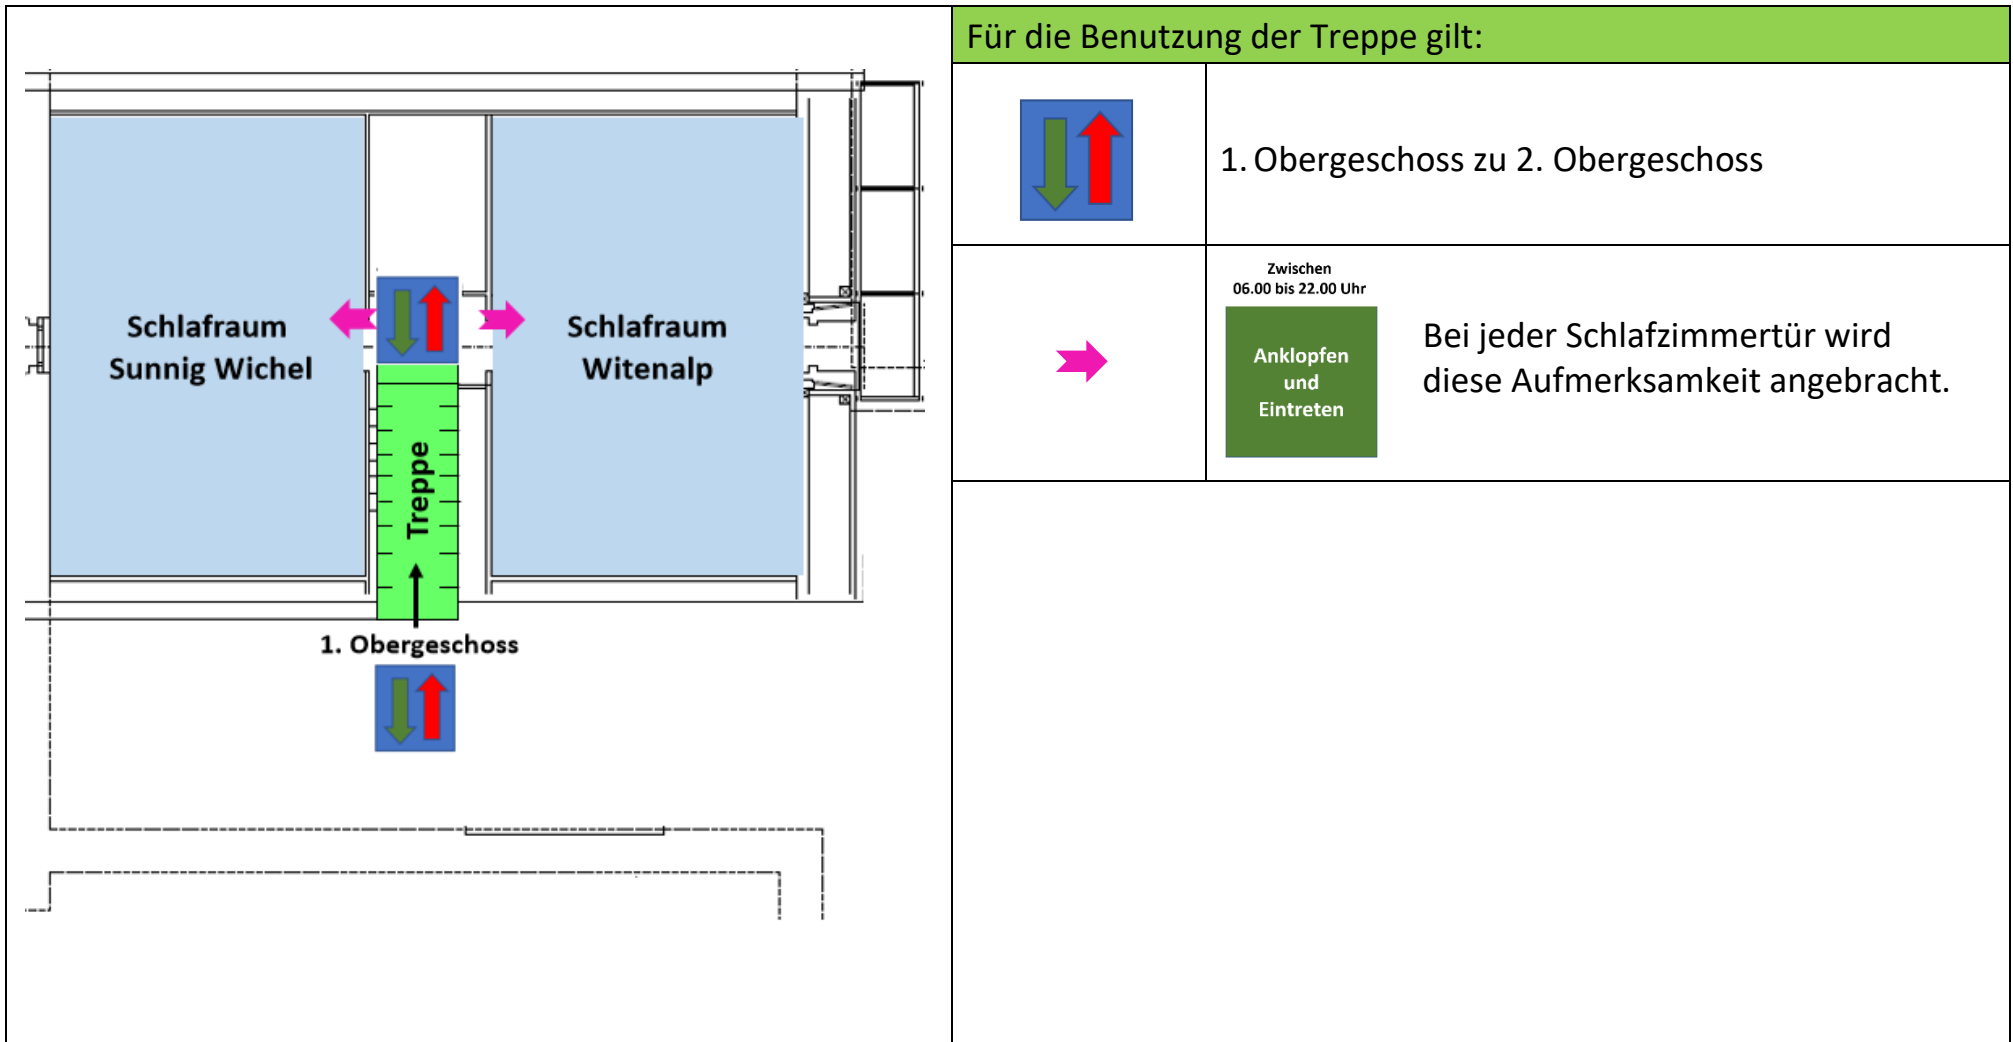 Für die Benutzung der Treppe gilt:
1. Obergeschoss zu 2. Obergeschoss
Zwischen
06.00 bis 22.00 Uhr
Anklopfen
und
Eintreten
Bei jeder Schlafzimmertür wird
diese Aufmerksamkeit angebracht.
Schlafraum
Sunnig Wichel
Schlafraum
Witenalp
Treppe
1. Obergeschoss